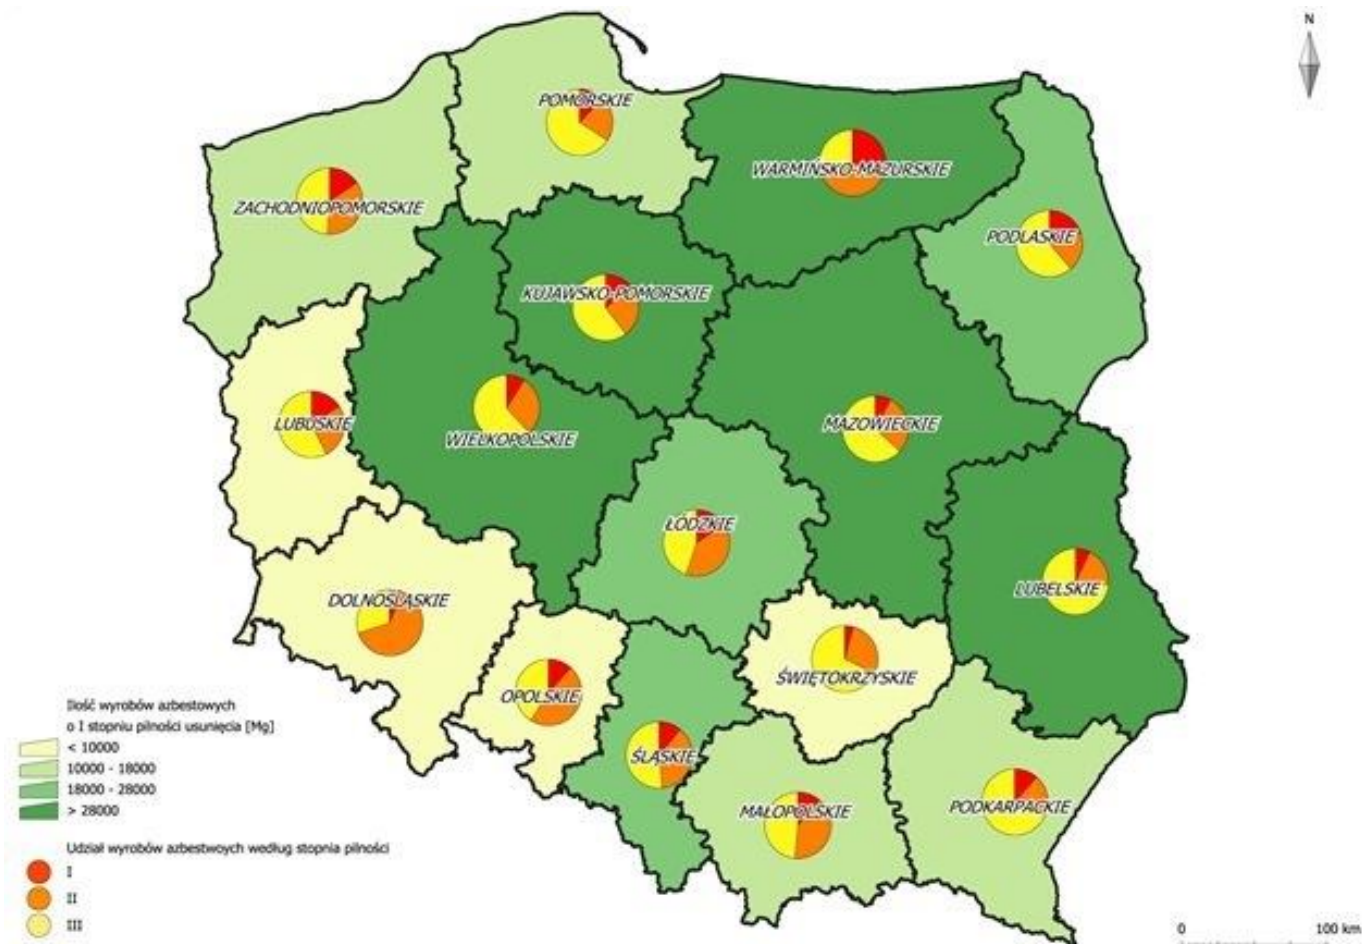 N
POMORSKIE
WARMIŃSKO-MAZURSKIE
ZACHODNIOPOMORSKIE
PODLASKIE
KUJAWSKO-POMORSKIE
LUBUSKIE
WIELKOPOLSKIE
MAZOWIECKIE
ŁÓDZKIE
LUBELSKIE
DOLNOŚLĄSKIE
OPOLSKIE
ŚWIĘTOKRZYSKIE
ŚLĄSKIE
MAŁOPOLSKIE
PODKARPACKIE
Ilość wyrobów azbestowych
o I stopniu pilności usunięcia [Mg]
< 10000
10000 - 18000
18000 - 28000
> 28000
Udział wyrobów azbestwoych według stopnia pilności
I
II
III
0 100 km